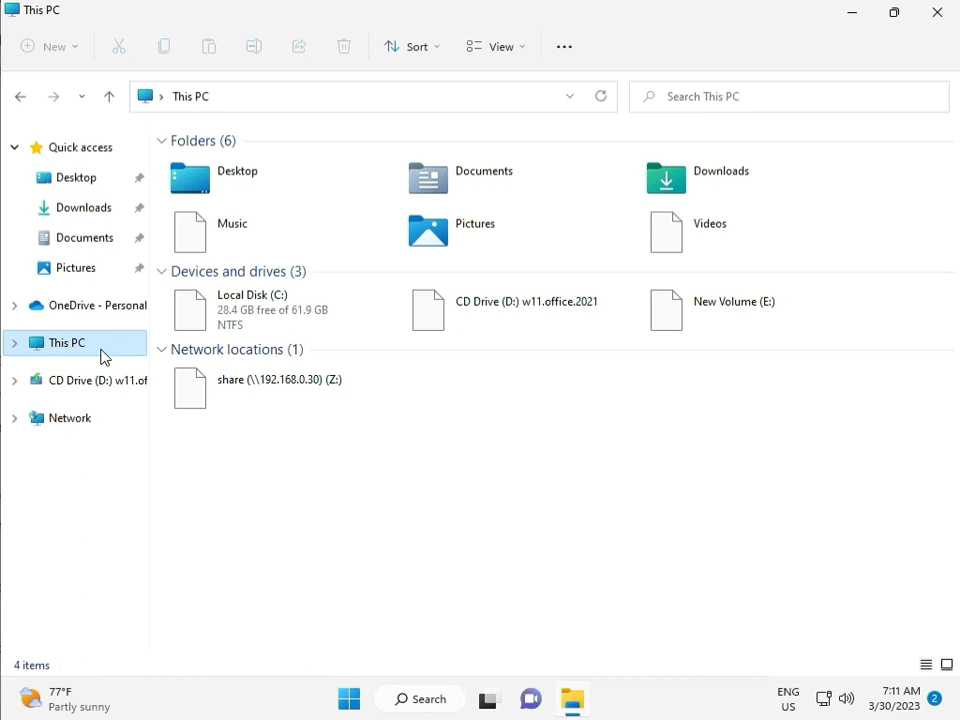 This PC
New
Sort
View
This PC
Search This PC
Quick access
Desktop
Downloads
Documents
Pictures
OneDrive - Personal
This PC
CD Drive (D:) w11.of
Network
Folders (6)
Desktop
Documents
Downloads
Music
Pictures
Videos
Devices and drives (3)
Local Disk (C:)
28.4 GB free of 61.9 GB
NTFS
CD Drive (D:) w11.office.2021
New Volume (E:)
Network locations (1)
share (\\192.168.0.30) (Z:)
4 items
77°F
Partly sunny
Search
ENG
US
7:11 AM
3/30/2023
2